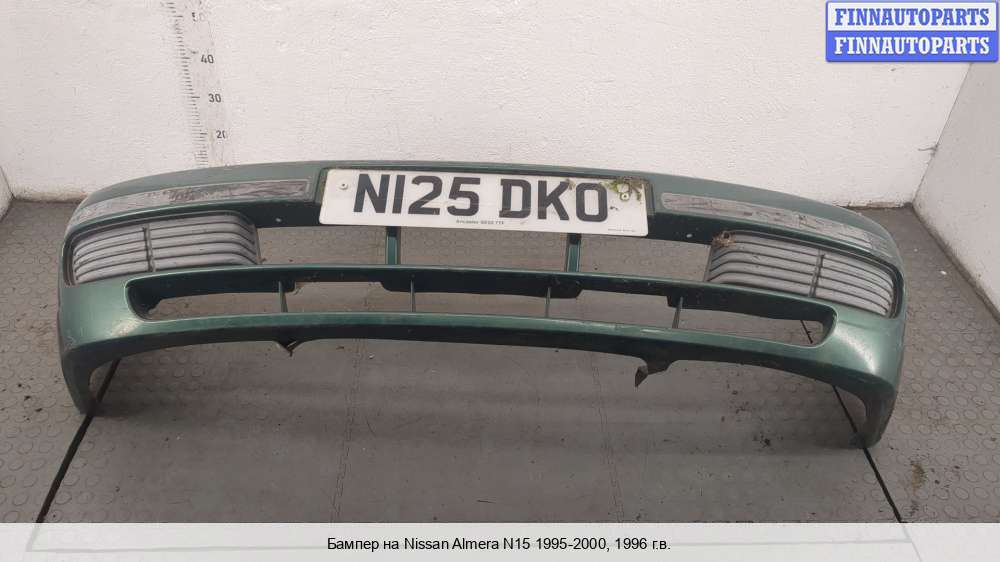 FINNAUTOPARTS
FINNAUTOPARTS
50
40
30
20
N125 DKO
Бампер на Nissan Almera N15 1995-2000, 1996 г.в.